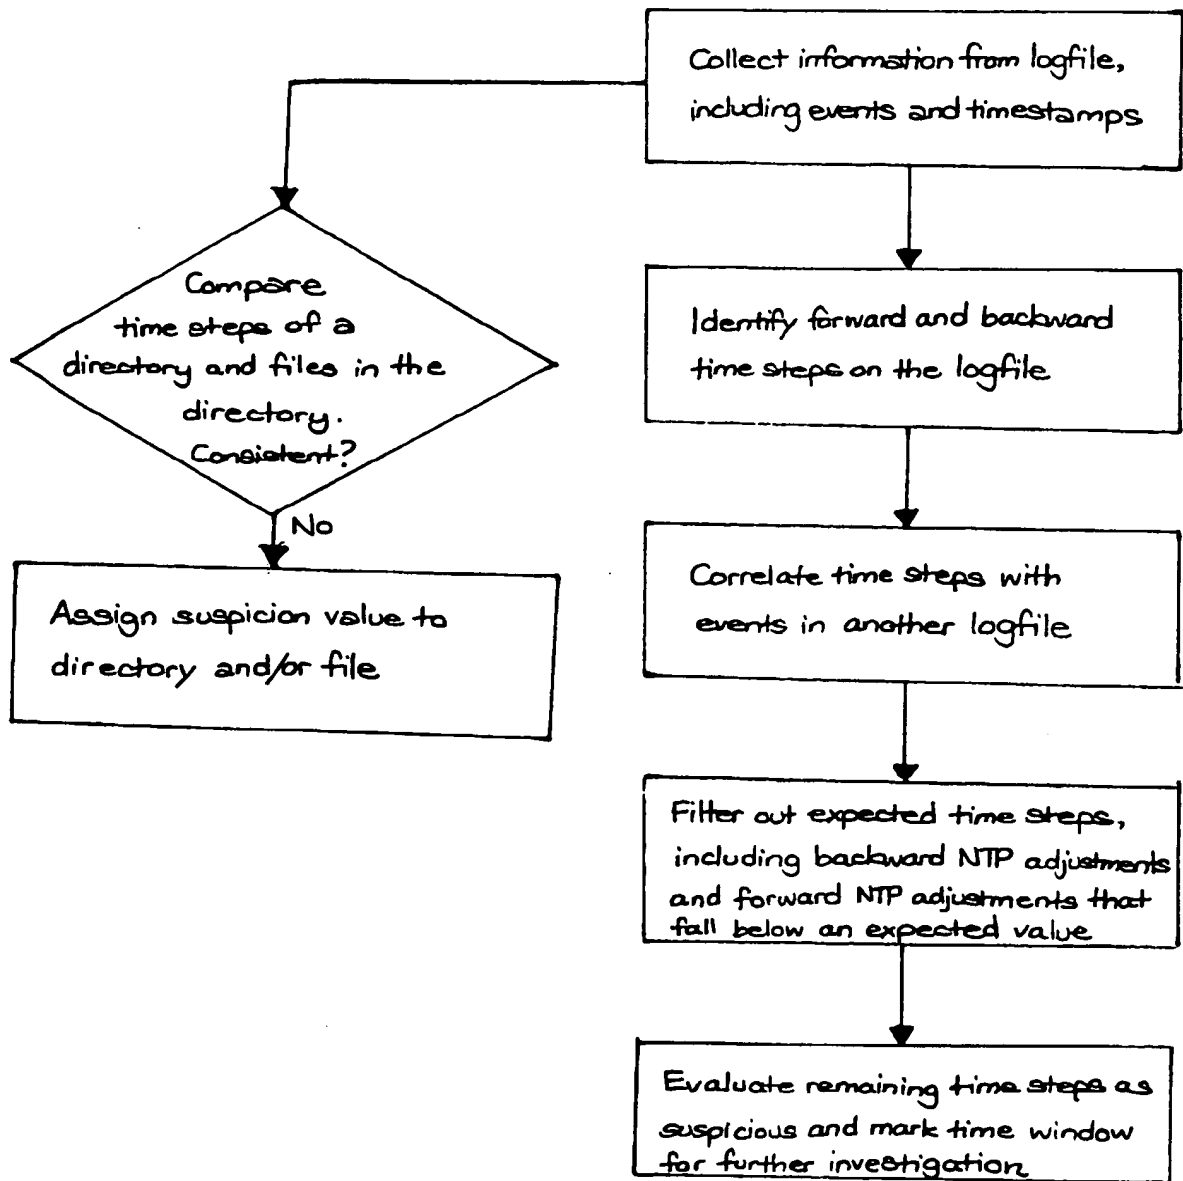 Collect information from logfile,
including events and timestamps
Compare
time steps of a
directory and files in the
directory.
Consistent?
No
Assign suspicion value to
directory and/or file
Identify forward and backward
time steps on the logfile
Correlate time steps with
events in another logfile
Filter out expected time steps,
including backward NTP adjustments
and forward NTP adjustments that
fall below an expected value
Evaluate remaining time steps as
suspicious and mark time window
for further investigation